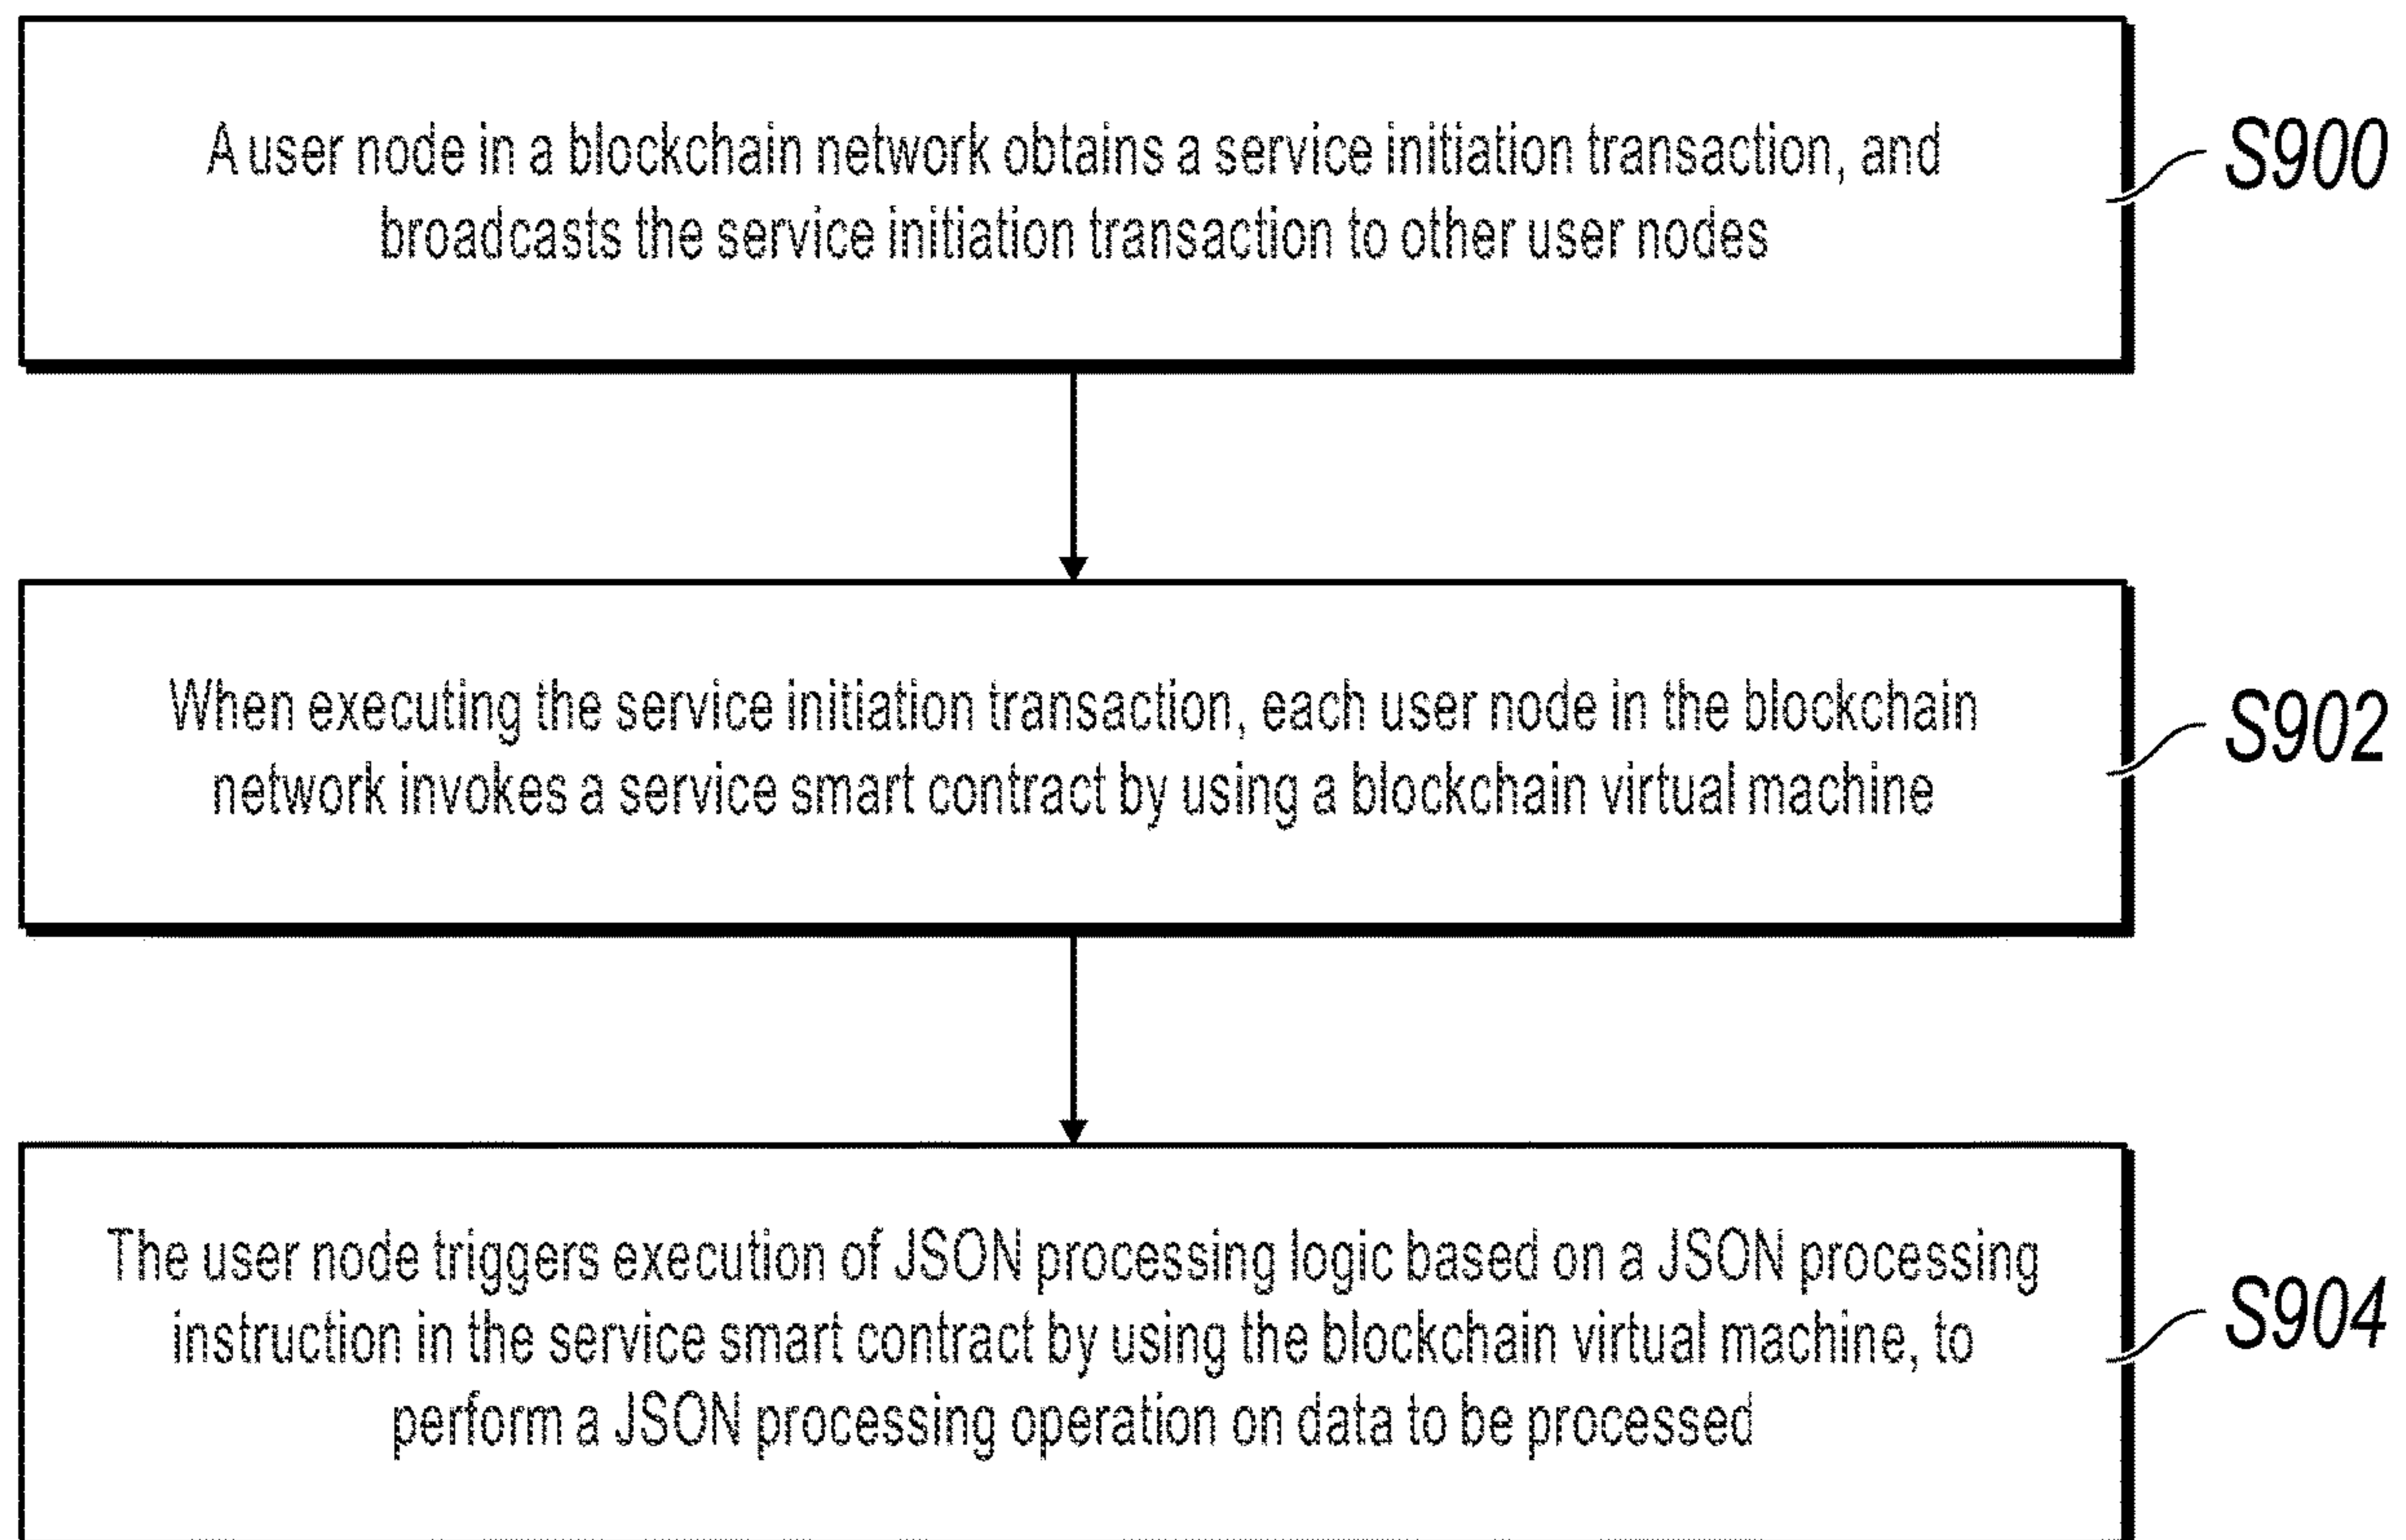 A user node in a blockchain network obtains a service initiation transaction, and
broadcasts the service initiation transaction to other user nodes
S900
When executing the service initiation transaction, each user node in the blockchain
network invokes a service smart contract by using a blockchain virtual machine
S902
The user node triggers execution of JSON processing logic based on a JSON processing
instruction in the service smart contract by using the blockchain virtual machine, to
perform a JSON processing operation on data to be processed
S904